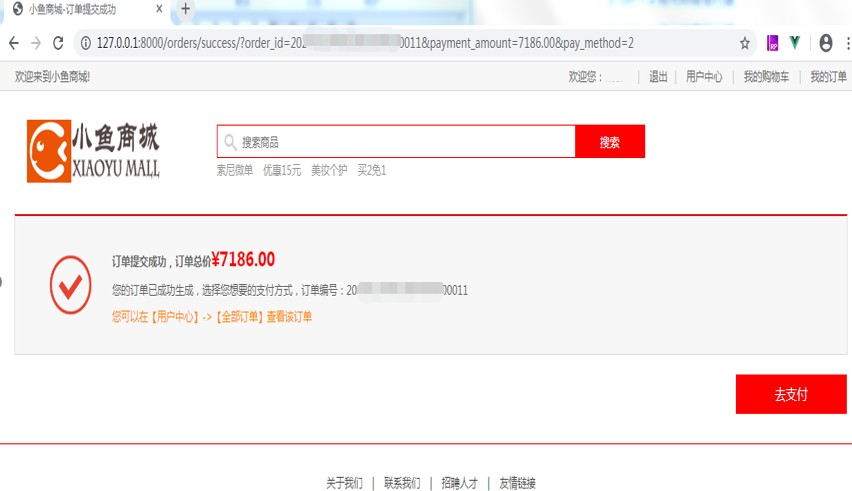 小鱼商城-订单提交成功
127.0.0.1:8000/orders/success/?order_id=202 0011&payment_amount=7186.00&pay_method=2
欢迎来到小鱼商城! 欢迎您： | 退出 | 用户中心 | 我的购物车 | 我的订单
小鱼商城
XIAOYU MALL
搜索商品 搜索
索尼微单 优惠15元 美妆个护 买2免1
订单提交成功，订单总价¥7186.00
您的订单已成功生成，选择您想要的支付方式，订单编号：20 00011
您可以在【用户中心】->【全部订单】查看该订单
去支付
关于我们 | 联系我们 | 招聘人才 | 友情链接